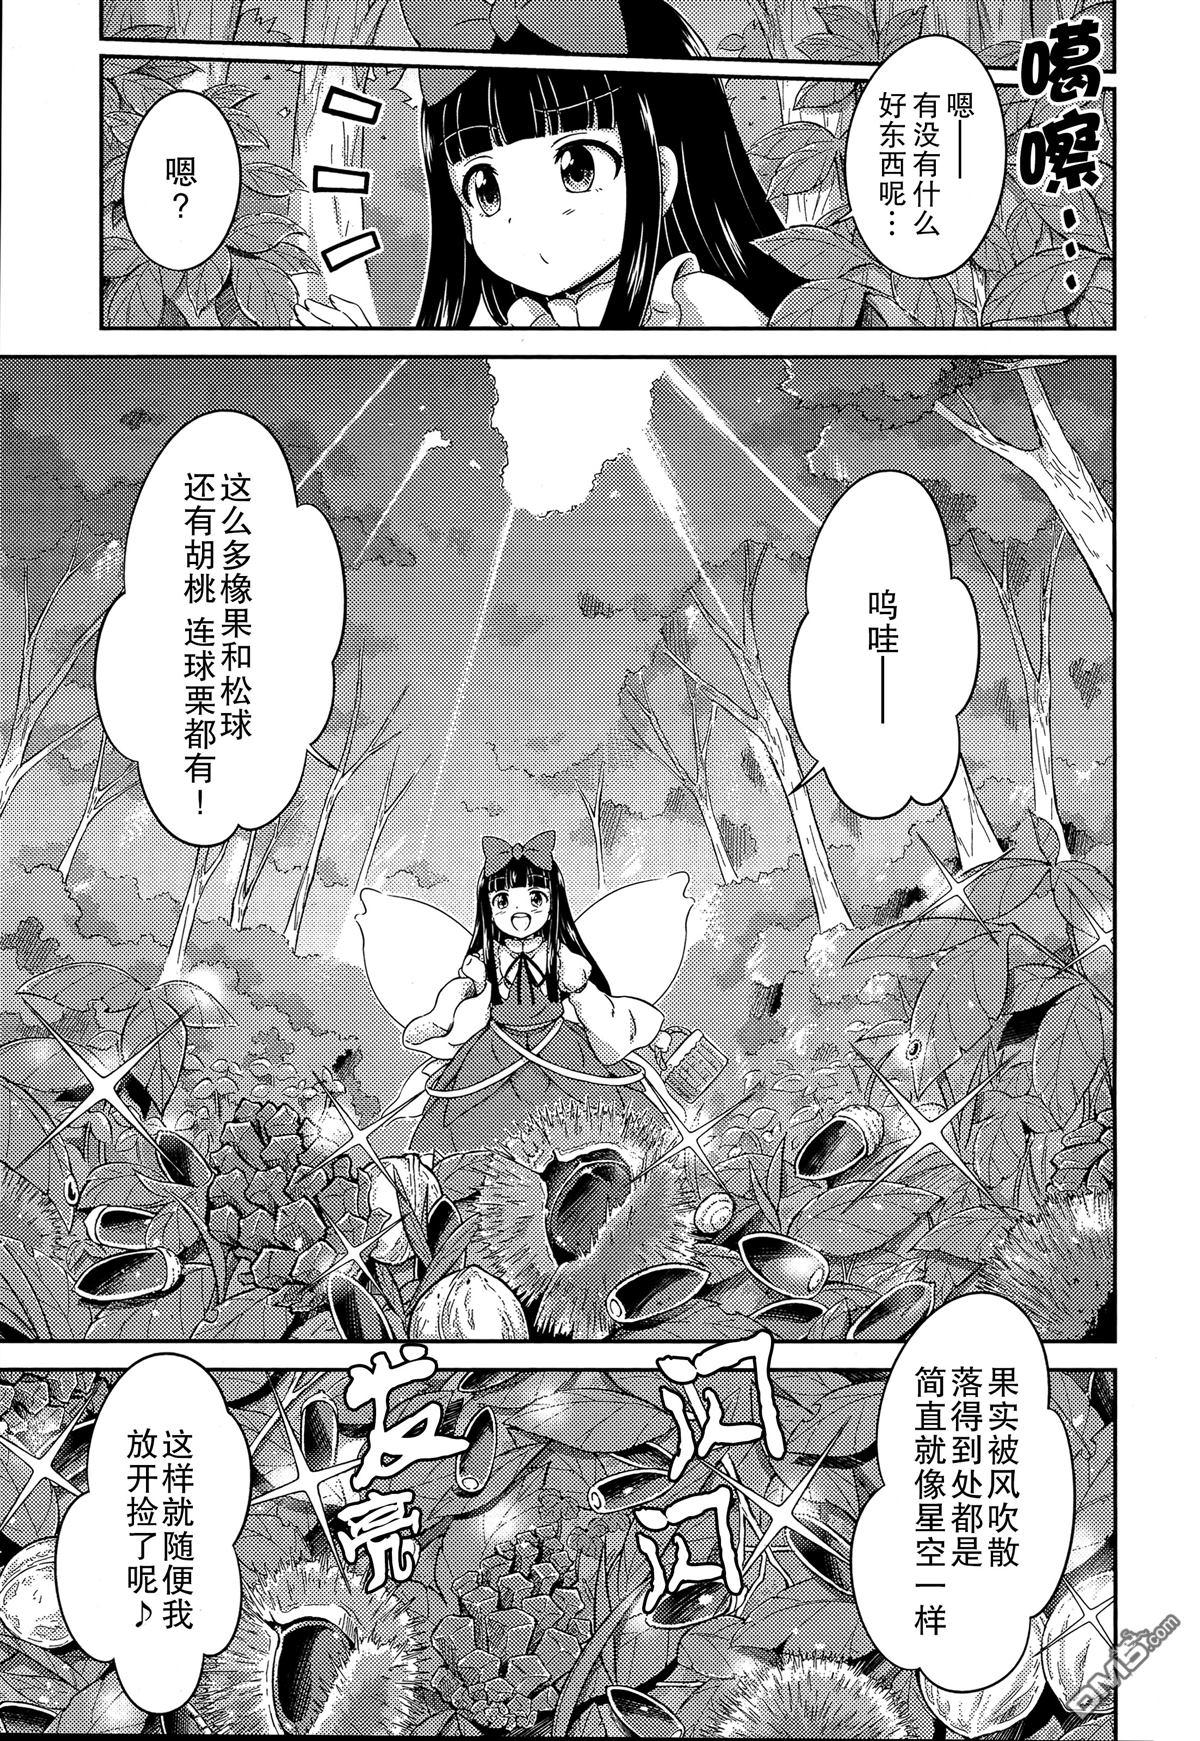 噶嚓…
嗯——
有没有什么
好东西呢…
嗯？
呜哇——
这么多橡果和松球
还有胡桃 连球栗都有！
果实被风吹散
落得到处都是
简直就像星空一样
闪闪
发亮
这样就随便我
放开捡了呢♪
DM5.com